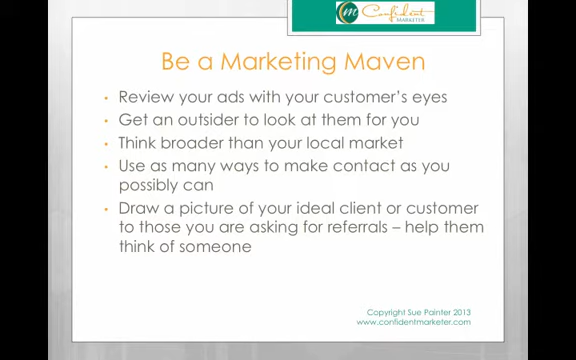 m Confident
MARKETER
Be a Marketing Maven
• Review your ads with your customer's eyes
• Get an outsider to look at them for you
• Think broader than your local market
• Use as many ways to make contact as you
possibly can
• Draw a picture of your ideal client or customer
to those you are asking for referrals – help them
think of someone
Copyright Sue Painter 2013
www.confidentmarketer.com